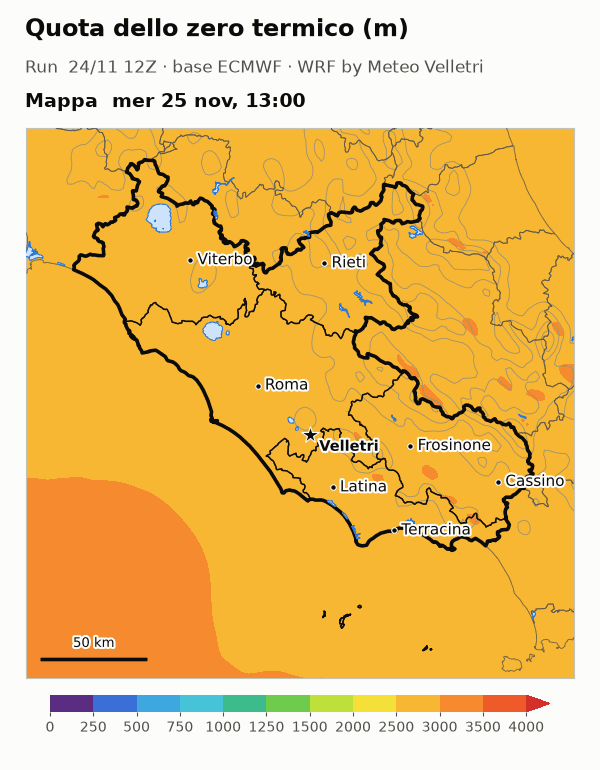 Quota dello zero termico (m)
Run  24/11 12Z · base ECMWF · WRF by Meteo Velletri
Mappa  mer 25 nov, 13:00
Viterbo
Rieti
Roma
Velletri
Frosinone
Latina
Cassino
Terracina
50 km
0 250 500 750 1000 1250 1500 2000 2500 3000 3500 4000